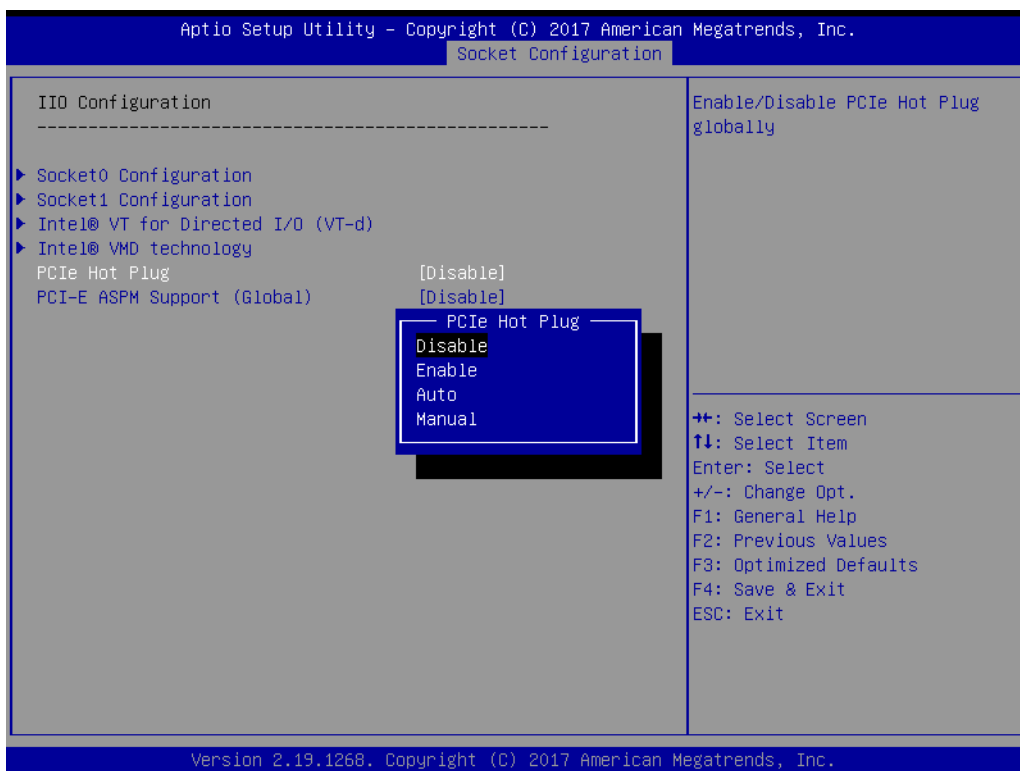 Aptio Setup Utility – Copyright (C) 2017 American Megatrends, Inc.
Socket Configuration
IIO Configuration
--------------------------------------------------
Socket0 Configuration
Socket1 Configuration
Intel® VT for Directed I/O (VT-d)
Intel® VMD technology
PCIe Hot Plug [Disable]
PCI-E ASPM Support (Global) [Disable]
PCIe Hot Plug
Disable
Enable
Auto
Manual
Enable/Disable PCIe Hot Plug
globally
→←: Select Screen
↑↓: Select Item
Enter: Select
+/-: Change Opt.
F1: General Help
F2: Previous Values
F3: Optimized Defaults
F4: Save & Exit
ESC: Exit
Version 2.19.1268. Copyright (C) 2017 American Megatrends, Inc.